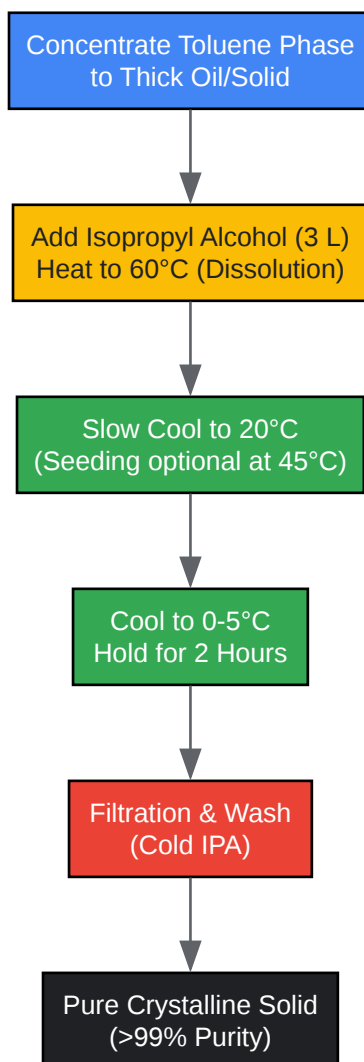 Concentrate Toluene Phase
to Thick Oil/Solid
Add Isopropyl Alcohol (3 L)
Heat to 60°C (Dissolution)
Slow Cool to 20°C
(Seeding optional at 45°C)
Cool to 0-5°C
Hold for 2 Hours
Filtration & Wash
(Cold IPA)
Pure Crystalline Solid
(>99% Purity)